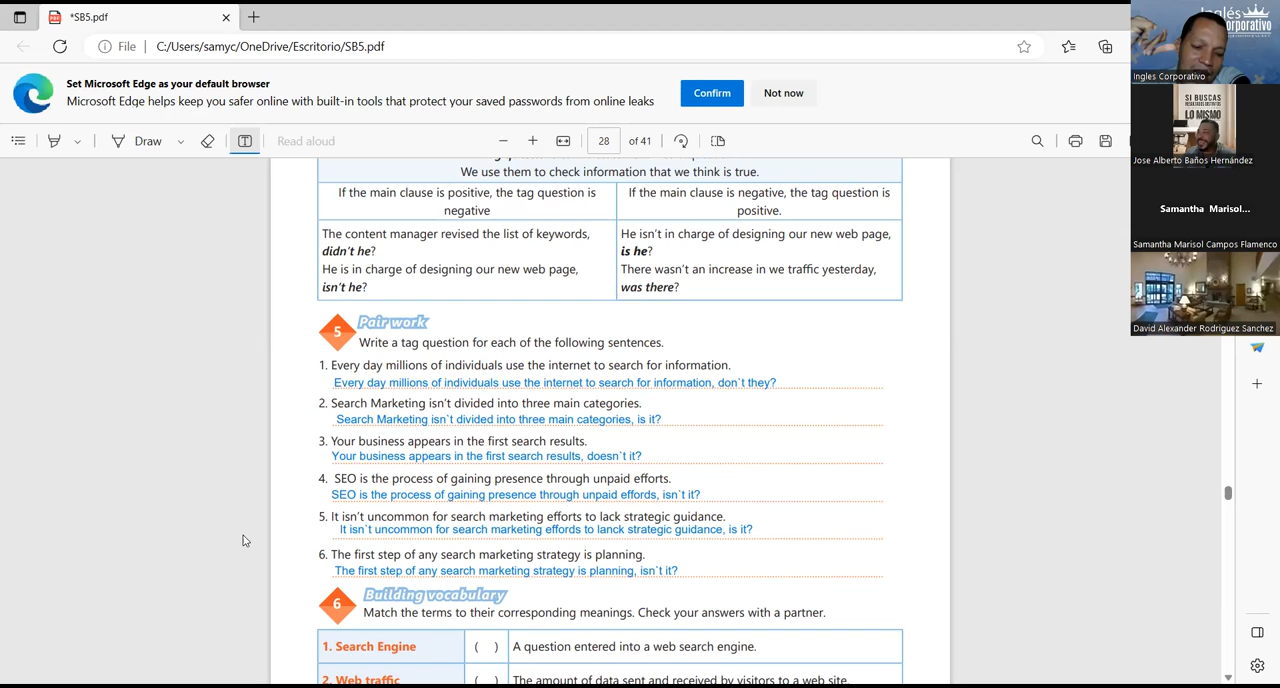 *SB5.pdf
File
C:/Users/samyc/OneDrive/Escritorio/SB5.pdf
Set Microsoft Edge as your default browser
Microsoft Edge helps keep you safer online with built-in tools that protect your saved passwords from online leaks
Confirm
Not now
Draw
Read aloud
28
of 41
We use them to check information that we think is true.
If the main clause is positive, the tag question is
negative
If the main clause is negative, the tag question is
positive.
The content manager revised the list of keywords,
didn't he?
He is in charge of designing our new web page,
isn't he?
He isn't in charge of designing our new web page,
is he?
There wasn't an increase in we traffic yesterday,
was there?
5
Pair work
Write a tag question for each of the following sentences.
1. Every day millions of individuals use the internet to search for information.
Every day millions of individuals use the internet to search for information, don`t they?
2. Search Marketing isn't divided into three main categories.
Search Marketing isn`t divided into three main categories, is it?
3. Your business appears in the first search results.
Your business appears in the first search results, doesn`t it?
4. SEO is the process of gaining presence through unpaid efforts.
SEO is the process of gaining presence through unpaid effords, isn`t it?
5. It isn't uncommon for search marketing efforts to lack strategic guidance.
It isn`t uncommon for search marketing effords to lanck strategic guidance, is it?
6. The first step of any search marketing strategy is planning.
The first step of any search marketing strategy is planning, isn`t it?
6
Building vocabulary
Match the terms to their corresponding meanings. Check your answers with a partner.
1. Search Engine
( )
A question entered into a web search engine.
2. Web traffic
( )
The amount of data sent and received by visitors to a web site.
Inglés
Corporativo
Ingles Corporativo
SI BUSCAS
RESULTADOS DISTINTOS
LO MISMO
Jose Alberto Baños Hernández
Samantha Marisol...
Samantha Marisol Campos Flamenco
David Alexander Rodriguez Sanchez